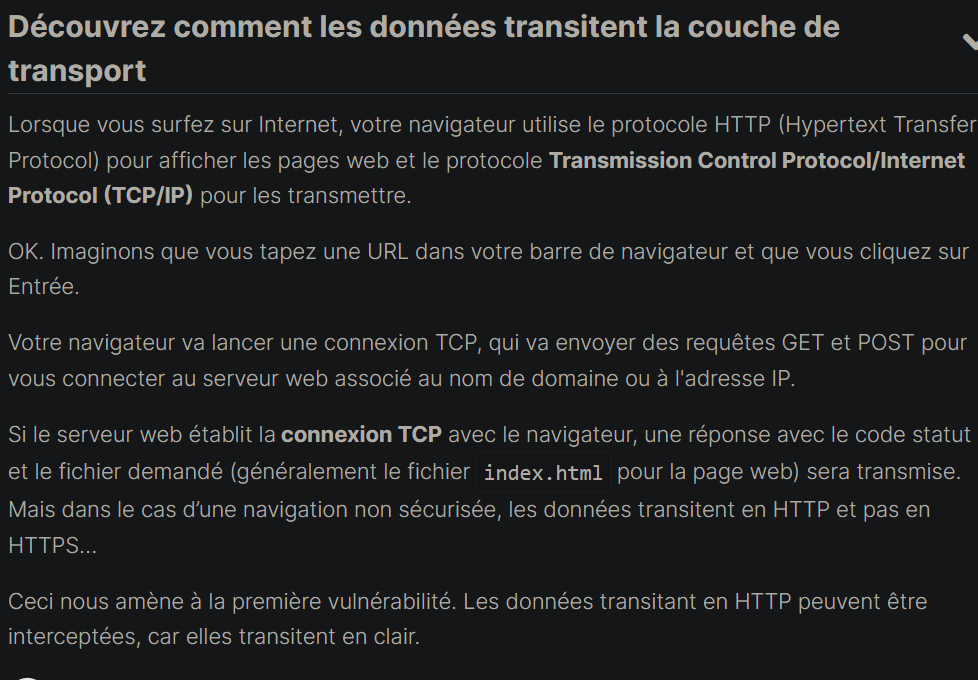 Découvrez comment les données transitent la couche de
transport
Lorsque vous surfez sur Internet, votre navigateur utilise le protocole HTTP (Hypertext Transfer
Protocol) pour afficher les pages web et le protocole Transmission Control Protocol/Internet
Protocol (TCP/IP) pour les transmettre.
OK. Imaginons que vous tapez une URL dans votre barre de navigateur et que vous cliquez sur
Entrée.
Votre navigateur va lancer une connexion TCP, qui va envoyer des requêtes GET et POST pour
vous connecter au serveur web associé au nom de domaine ou à l'adresse IP.
Si le serveur web établit la connexion TCP avec le navigateur, une réponse avec le code statut
et le fichier demandé (généralement le fichier index.html pour la page web) sera transmise.
Mais dans le cas d’une navigation non sécurisée, les données transitent en HTTP et pas en
HTTPS...
Ceci nous amène à la première vulnérabilité. Les données transitant en HTTP peuvent être
interceptées, car elles transitent en clair.